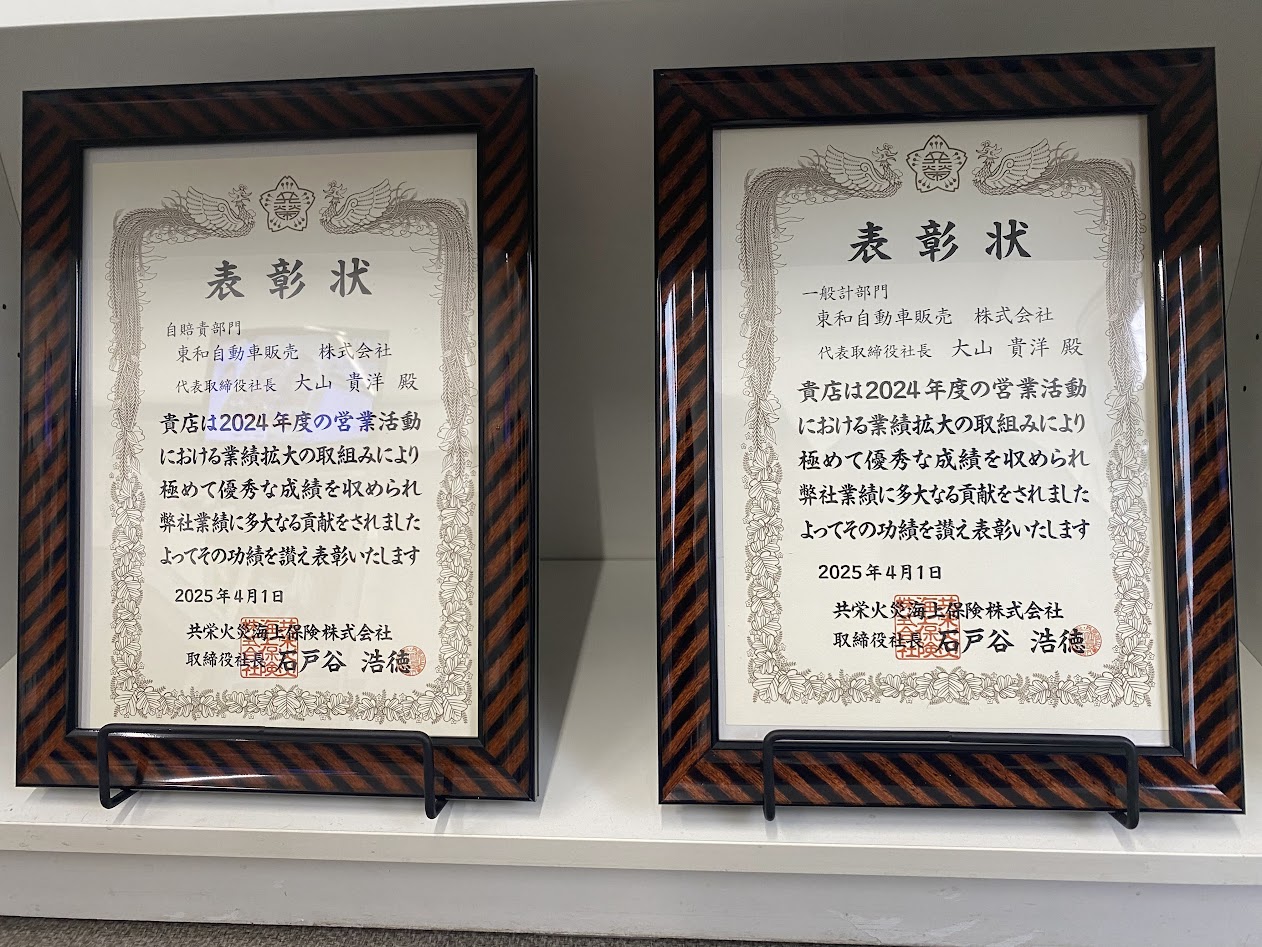 表彰状
自賠責部門
東和自動車販売　株式会社
代表取締役社長　大山　貴洋　殿
貴店は2024年度の営業活動
における業績拡大の取組みにより
極めて優秀な成績を収められ
弊社業績に多大なる貢献をされました
よってその功績を讃え表彰いたします
2025年4月1日
共栄火災海上保険株式会社
取締役社長　石戸谷　浩徳
表彰状
一般計部門
東和自動車販売　株式会社
代表取締役社長　大山　貴洋　殿
貴店は2024年度の営業活動
における業績拡大の取組みにより
極めて優秀な成績を収められ
弊社業績に多大なる貢献をされました
よってその功績を讃え表彰いたします
2025年4月1日
共栄火災海上保険株式会社
取締役社長　石戸谷　浩徳